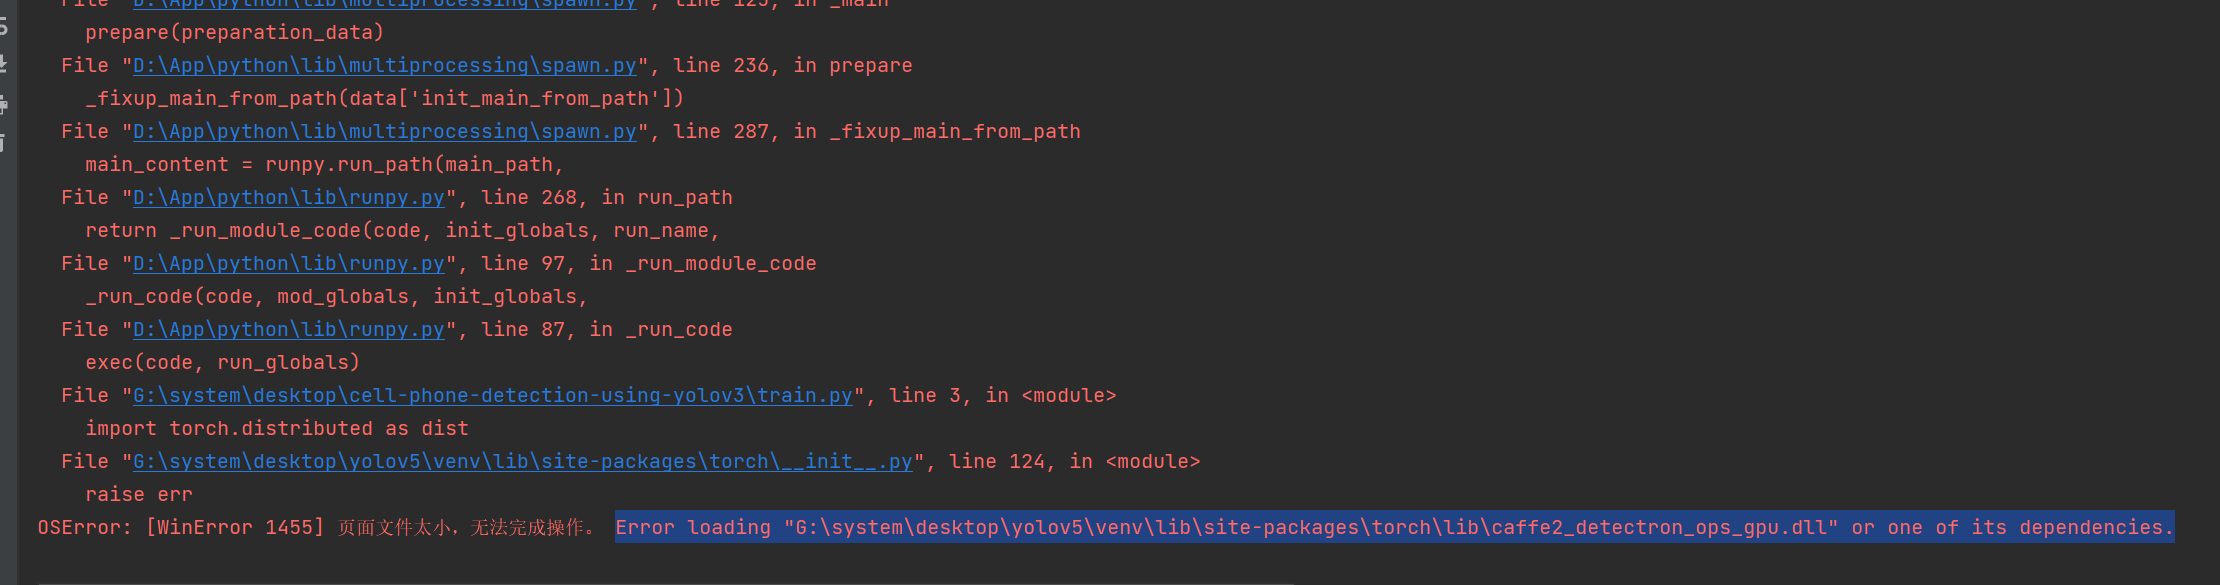 File "D:\App\python\lib\multiprocessing\spawn.py", line 125, in _main
prepare(preparation_data)
File "D:\App\python\lib\multiprocessing\spawn.py", line 236, in prepare
_fixup_main_from_path(data['init_main_from_path'])
File "D:\App\python\lib\multiprocessing\spawn.py", line 287, in _fixup_main_from_path
main_content = runpy.run_path(main_path,
File "D:\App\python\lib\runpy.py", line 268, in run_path
return _run_module_code(code, init_globals, run_name,
File "D:\App\python\lib\runpy.py", line 97, in _run_module_code
_run_code(code, mod_globals, init_globals,
File "D:\App\python\lib\runpy.py", line 87, in _run_code
exec(code, run_globals)
File "G:\system\desktop\cell-phone-detection-using-yolov3\train.py", line 3, in <module>
import torch.distributed as dist
File "G:\system\desktop\yolov5\venv\lib\site-packages\torch\__init__.py", line 124, in <module>
raise err
OSError: [WinError 1455] 页面文件太小，无法完成操作。 Error loading "G:\system\desktop\yolov5\venv\lib\site-packages\torch\lib\caffe2_detectron_ops_gpu.dll" or one of its dependencies.